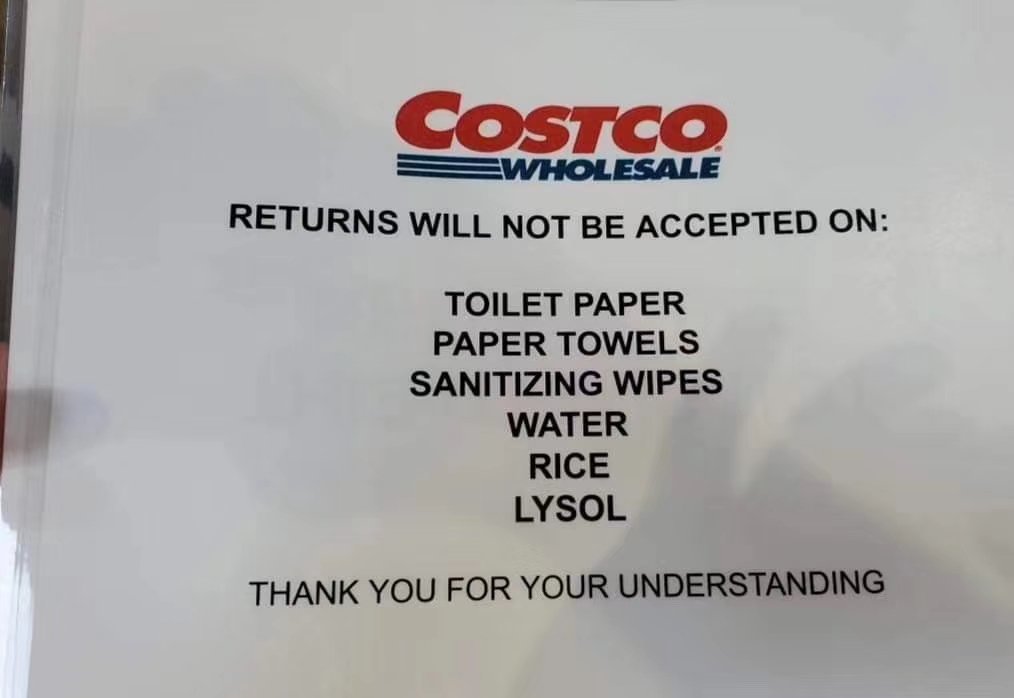 COSTCO
WHOLESALE
RETURNS WILL NOT BE ACCEPTED ON:
TOILET PAPER
PAPER TOWELS
SANITIZING WIPES
WATER
RICE
LYSOL
THANK YOU FOR YOUR UNDERSTANDING